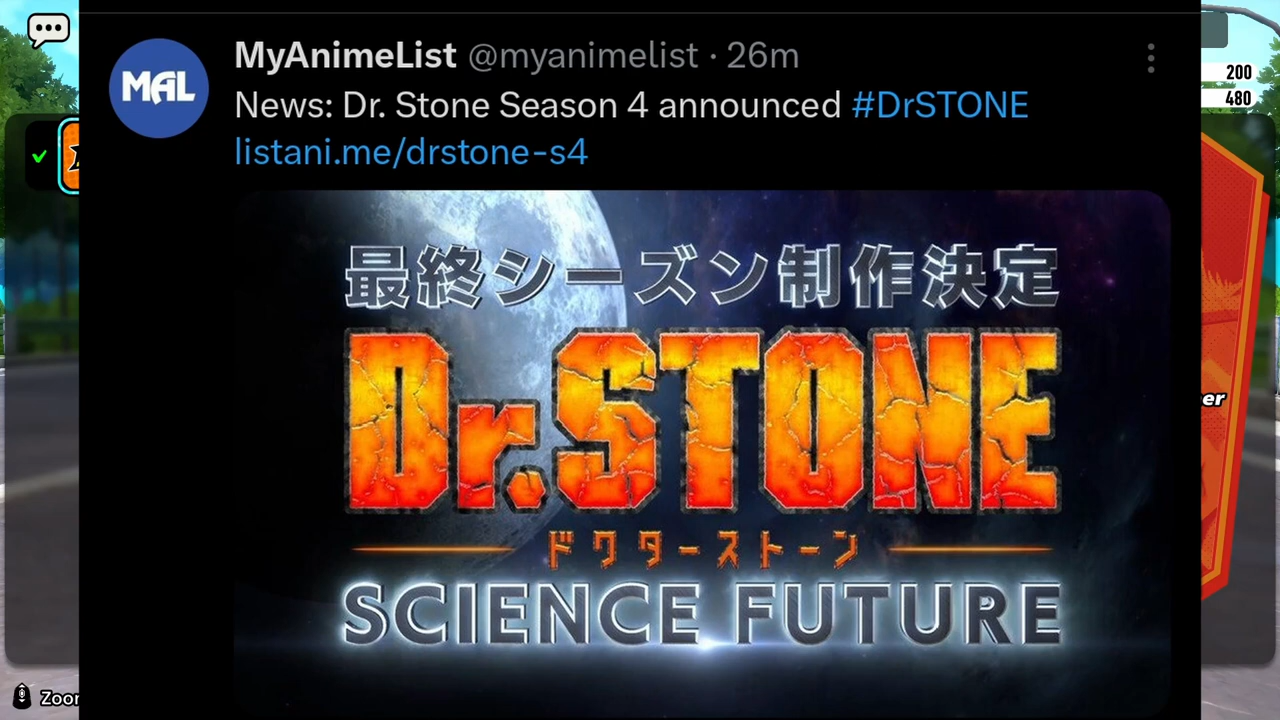 MyAnimeList @myanimelist · 26m
MAL
News: Dr. Stone Season 4 announced #DrSTONE
listani.me/drstone-s4
200
480
最終シーズン制作決定
Dr.STONE
ドクターストーン
SCIENCE FUTURE
er
Zoo